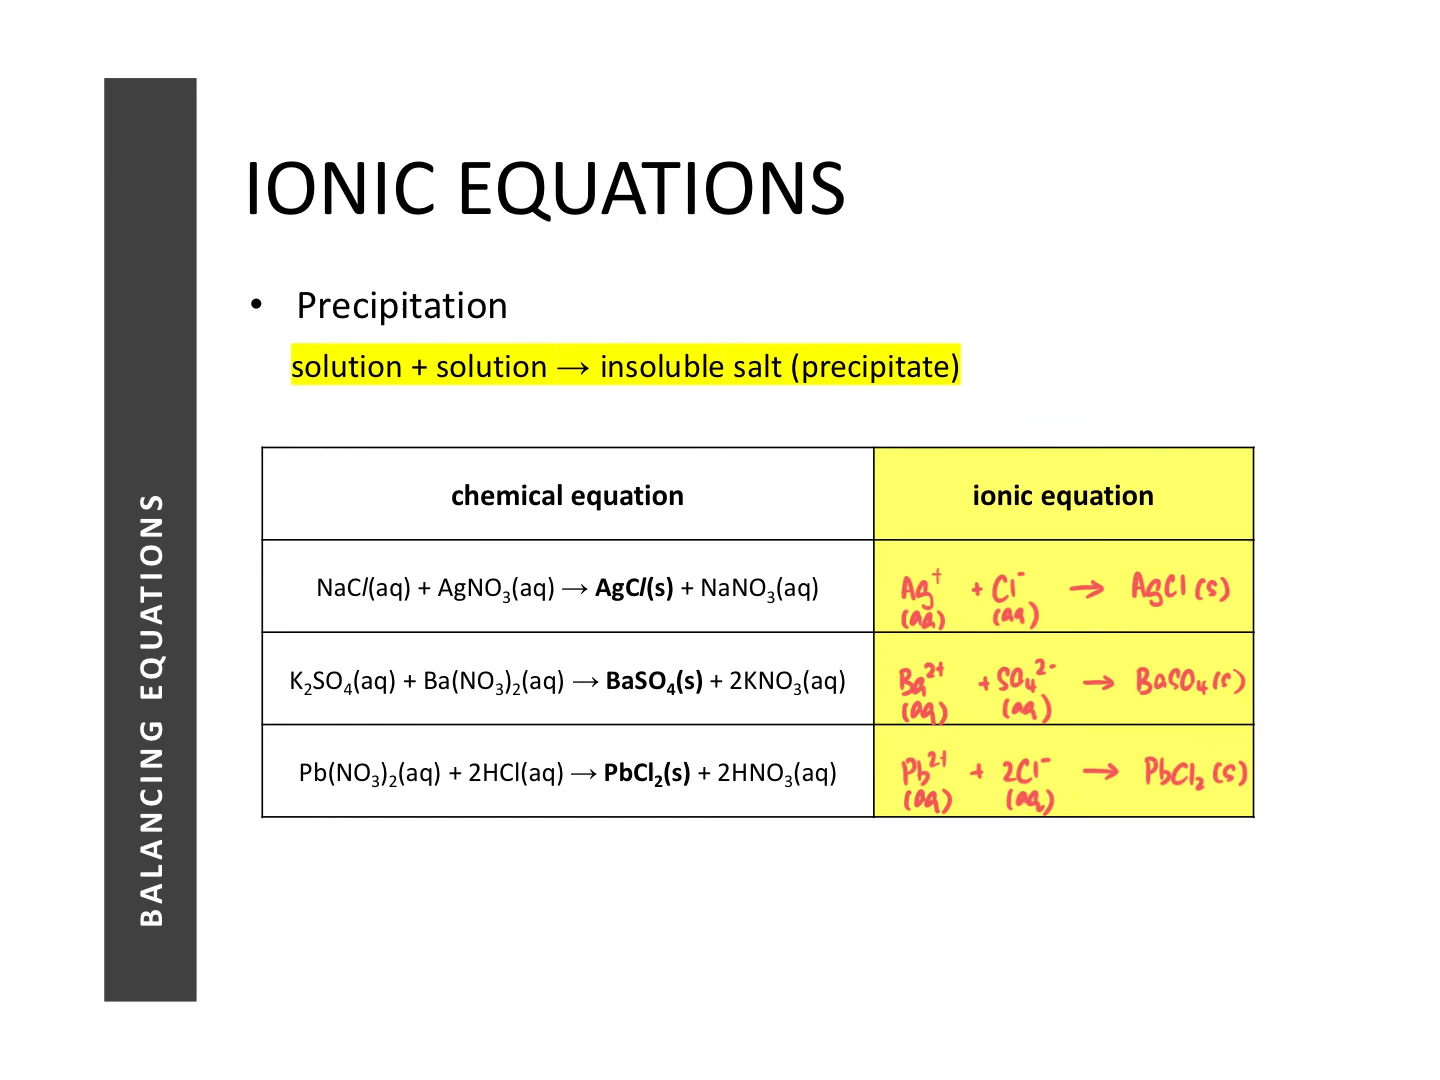 IONIC EQUATIONS
• Precipitation
solution + solution → insoluble salt (precipitate)
chemical equation
ionic equation
NaCl(aq) + AgNO₃(aq) → AgCl(s) + NaNO₃(aq)
Ag⁺ + Cl⁻ → AgCl (s)
(aq) (aq)
K₂SO₄(aq) + Ba(NO₃)₂(aq) → BaSO₄(s) + 2KNO₃(aq)
Ba²⁺ + SO₄²⁻ → BaSO₄ (s)
(aq) (aq)
Pb(NO₃)₂(aq) + 2HCl(aq) → PbCl₂(s) + 2HNO₃(aq)
Pb²⁺ + 2Cl⁻ → PbCl₂ (s)
(aq) (aq)
BALANCING EQUATIONS